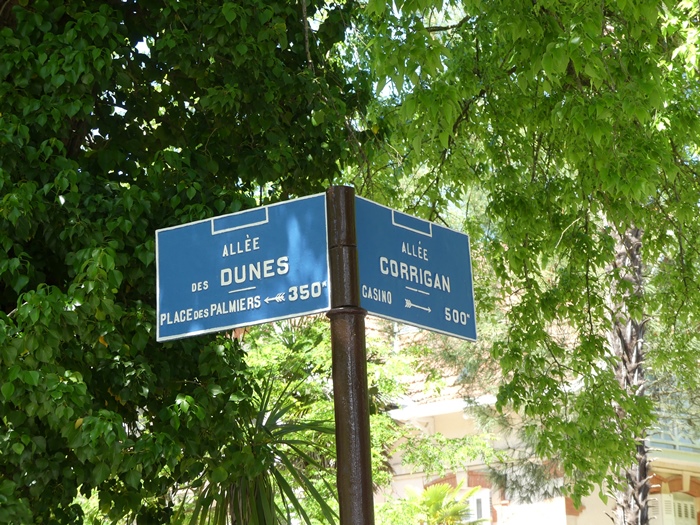 ALLÉE
DES DUNES
PLACE DES PALMIERS 350ᵐ
ALLÉE
CORRIGAN
CASINO 500ᵐ